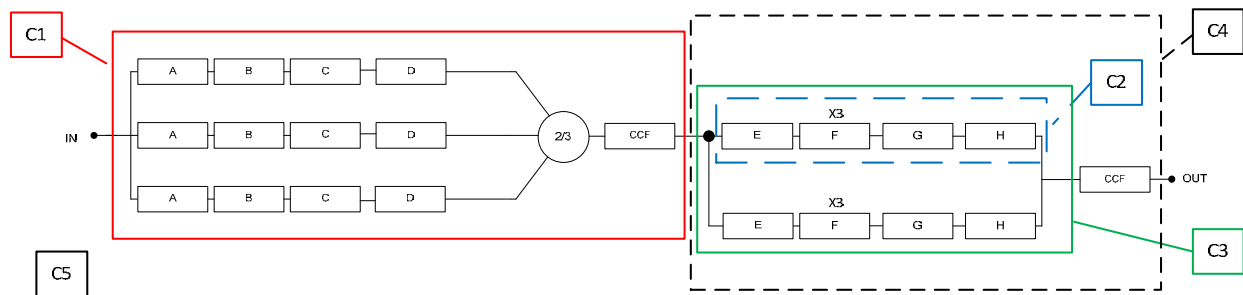 C1
C4
C2
A B C D
X3
IN A B C D 2/3 CCF E F G H
CCF OUT
A B C D
X3
E F G H
C3
C5